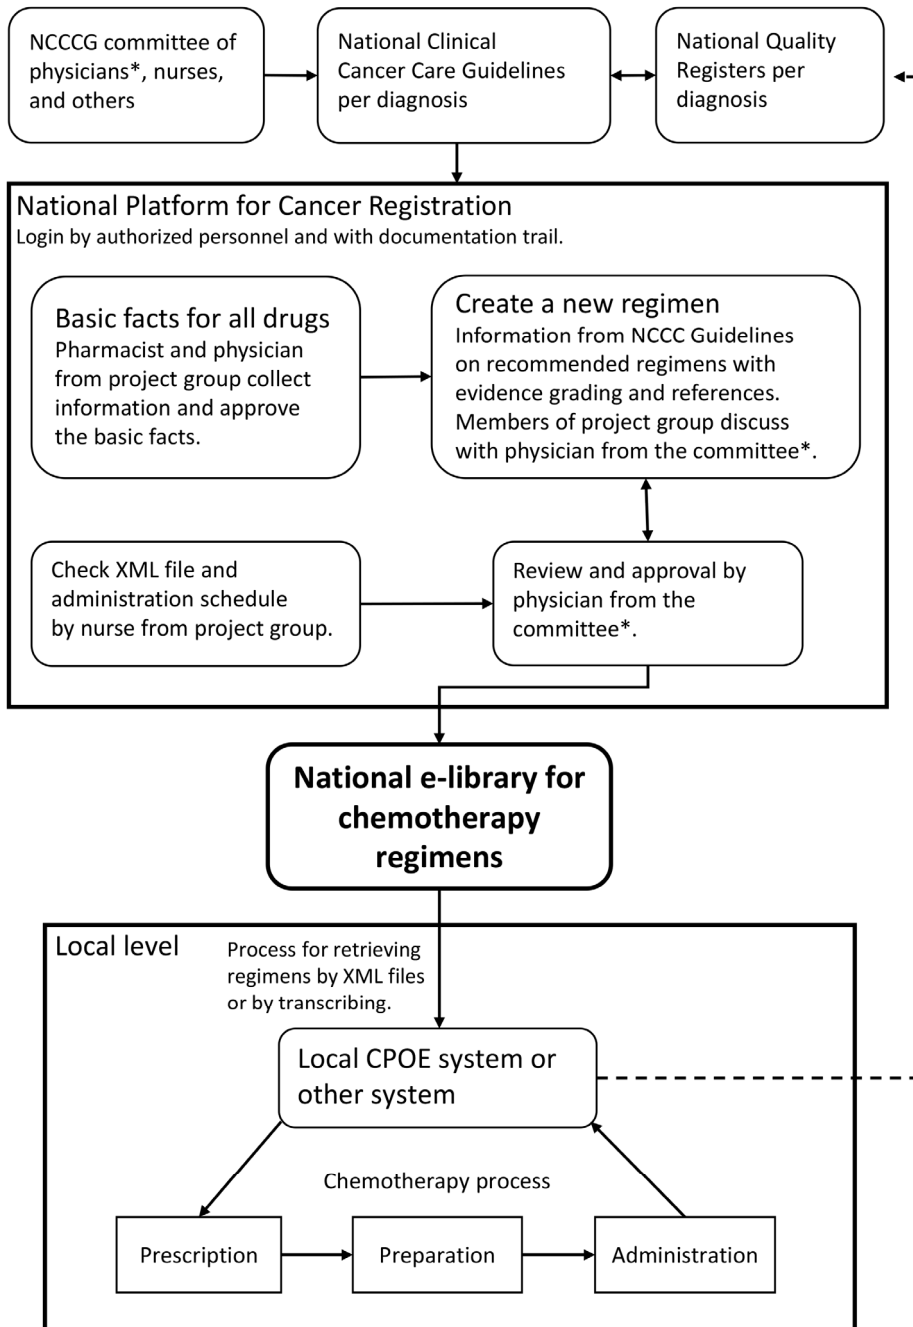 NCCCG committee of
physicians*, nurses,
and others
National Clinical
Cancer Care Guidelines
per diagnosis
National Quality
Registers per
diagnosis
National Platform for Cancer Registration
Login by authorized personnel and with documentation trail.
Basic facts for all drugs
Pharmacist and physician
from project group collect
information and approve
the basic facts.
Create a new regimen
Information from NCCC Guidelines
on recommended regimens with
evidence grading and references.
Members of project group discuss
with physician from the committee*.
Check XML file and
administration schedule
by nurse from project group.
Review and approval by
physician from the
committee*.
National e-library for
chemotherapy
regimens
Local level
Process for retrieving
regimens by XML files
or by transcribing.
Local CPOE system or
other system
Chemotherapy process
Prescription
Preparation
Administration